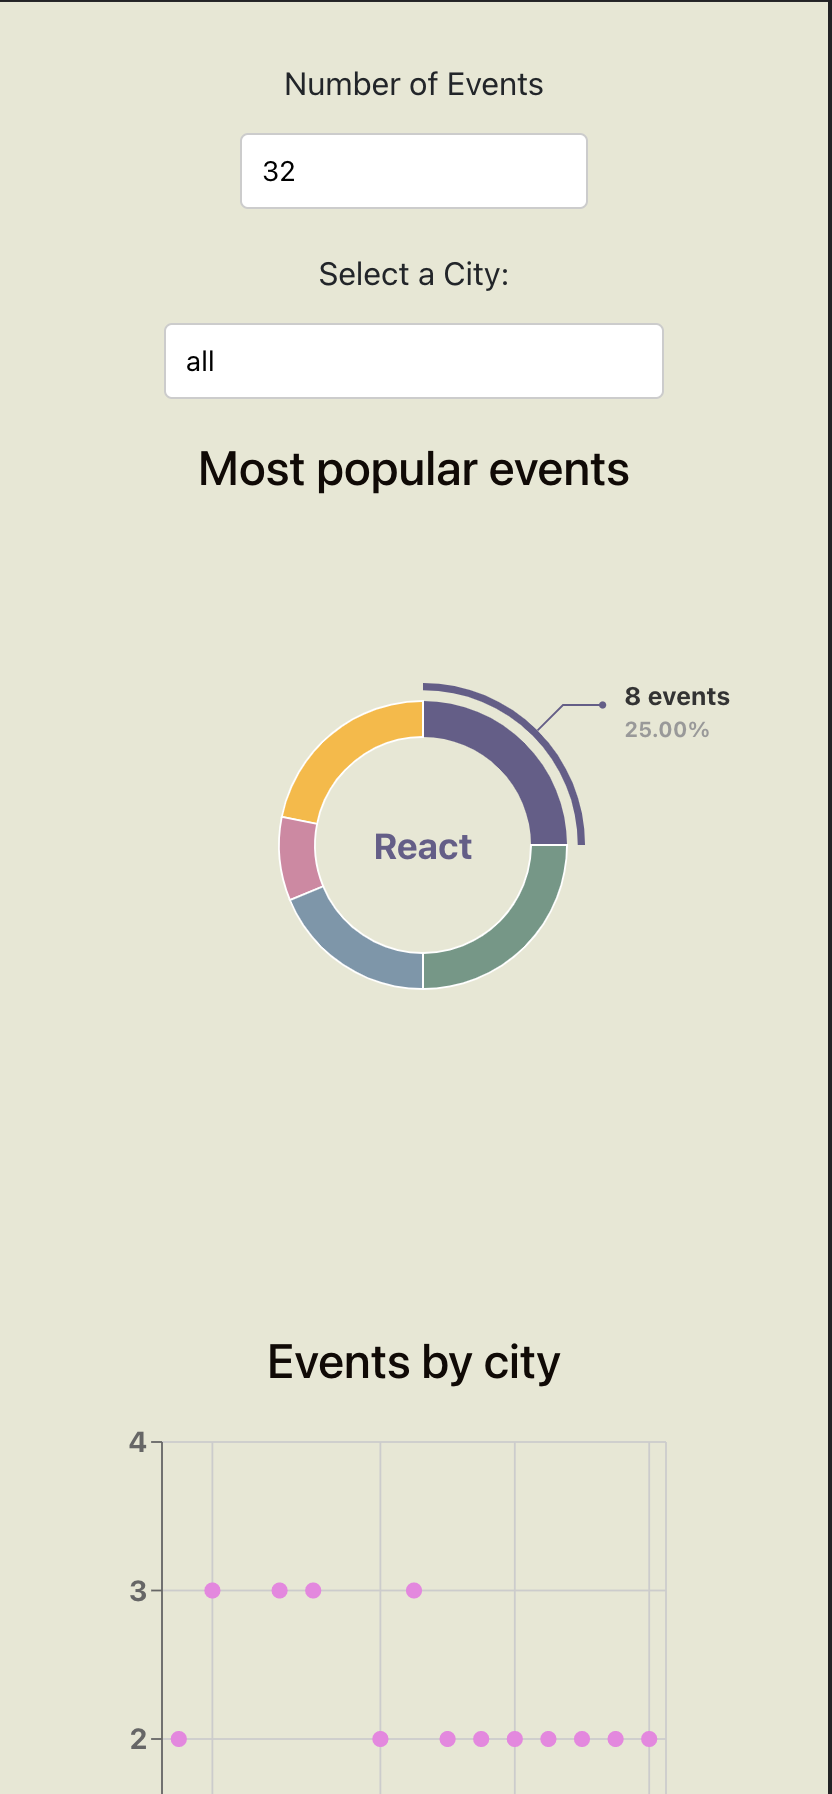 Number of Events
32
Select a City:
all
Most popular events
8 events
25.00%
React
Events by city
4
3
2